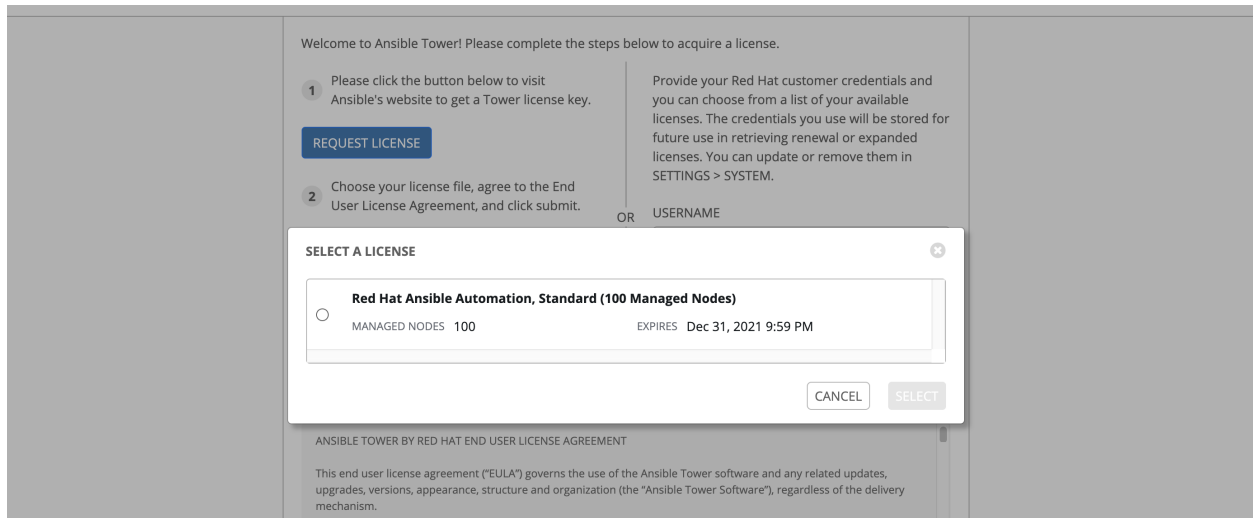 Welcome to Ansible Tower! Please complete the steps below to acquire a license.
1
Please click the button below to visit
Ansible's website to get a Tower license key.
REQUEST LICENSE
2
Choose your license file, agree to the End
User License Agreement, and click submit.
OR
Provide your Red Hat customer credentials and
you can choose from a list of your available
licenses. The credentials you use will be stored for
future use in retrieving renewal or expanded
licenses. You can update or remove them in
SETTINGS > SYSTEM.
USERNAME
SELECT A LICENSE
Red Hat Ansible Automation, Standard (100 Managed Nodes)
MANAGED NODES 100 EXPIRES Dec 31, 2021 9:59 PM
CANCEL SELECT
ANSIBLE TOWER BY RED HAT END USER LICENSE AGREEMENT
This end user license agreement (“EULA”) governs the use of the Ansible Tower software and any related updates,
upgrades, versions, appearance, structure and organization (the “Ansible Tower Software”), regardless of the delivery
mechanism.